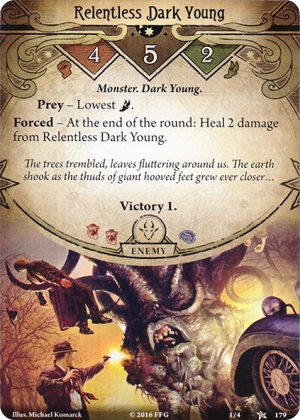 Relentless Dark Young
4 5 2
Monster. Dark Young.
Prey – Lowest
Forced – At the end of the round: Heal 2 damage
from Relentless Dark Young.
The trees trembled, leaves fluttering around us. The earth
shook as the thuds of giant hooved feet grew ever closer…
Victory 1.
ENEMY
Illus. Michael Komarck
© 2016 FFG
1/4
179